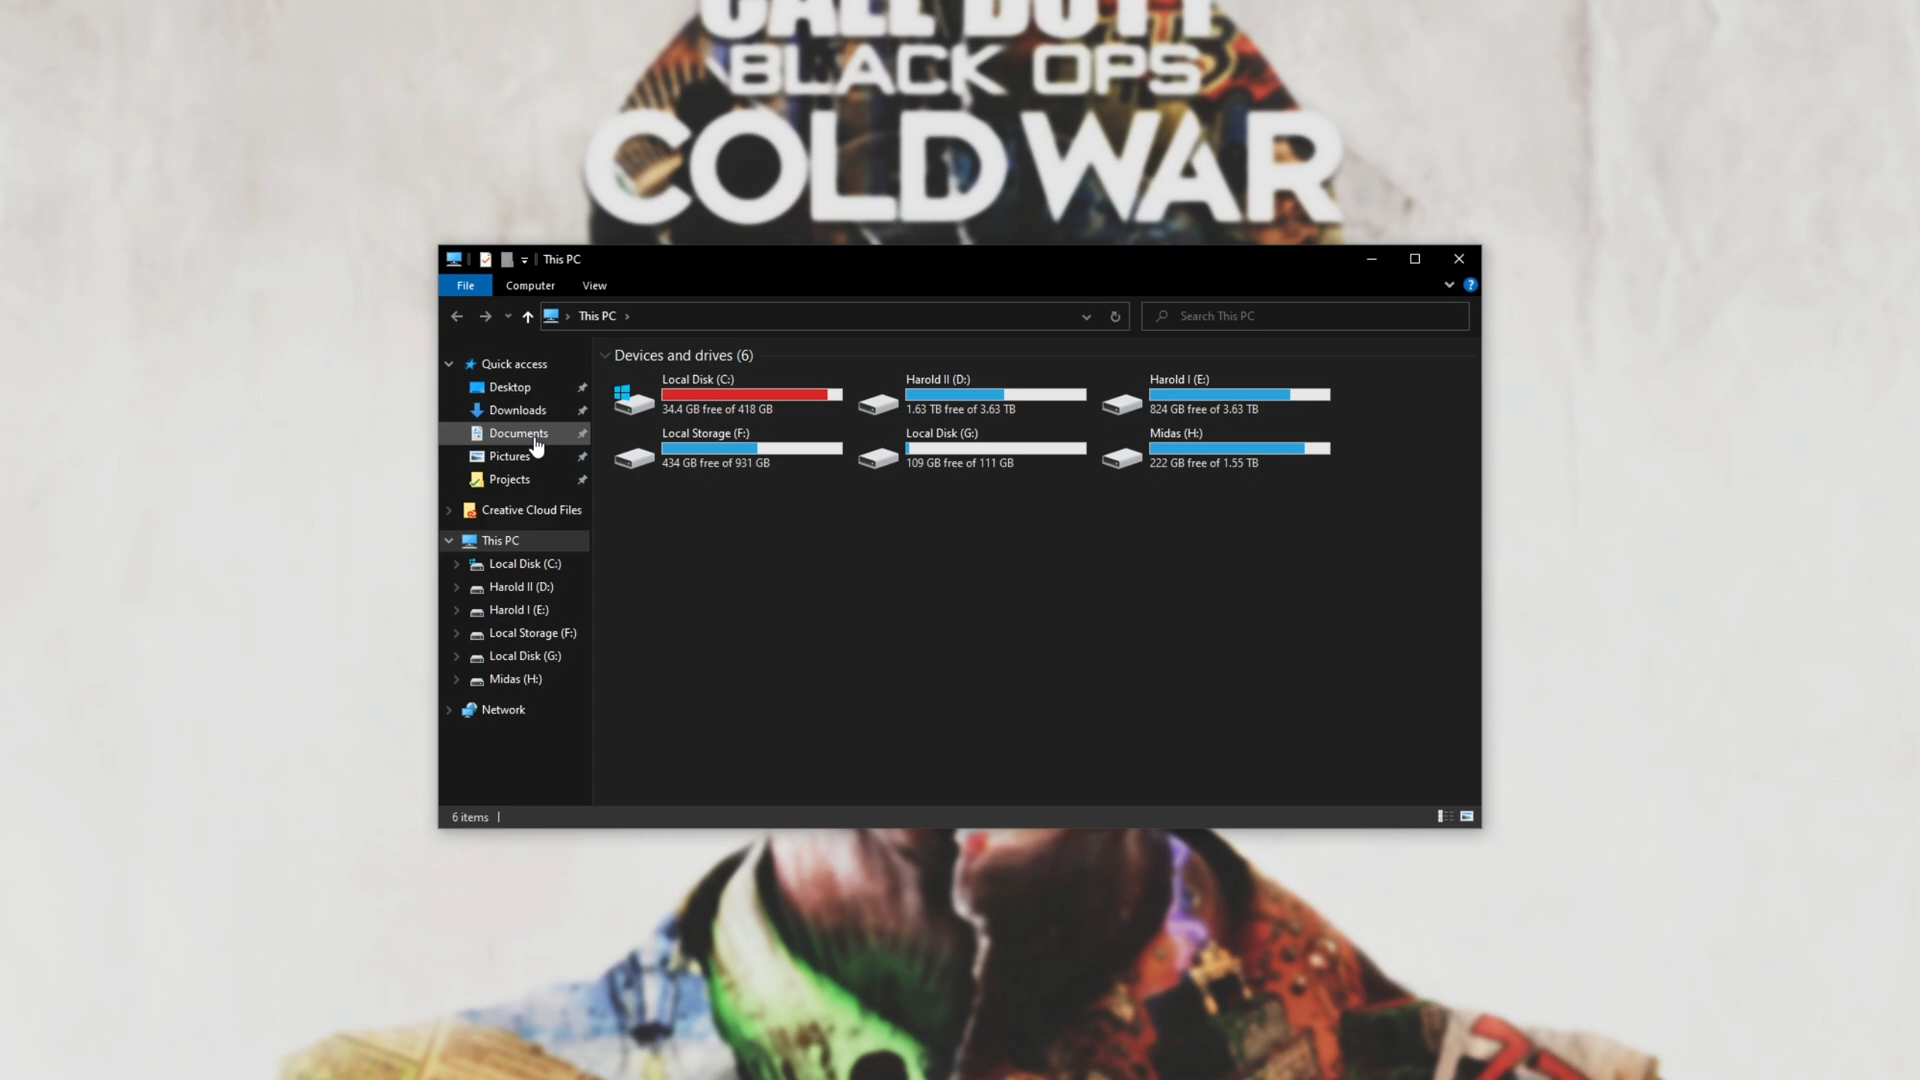 CALL OF DUTY
BLACK OPS
COLD WAR
This PC
File
Computer
View
This PC
Search This PC
Quick access
Desktop
Downloads
Documents
Pictures
Projects
Creative Cloud Files
This PC
Local Disk (C:)
Harold II (D:)
Harold I (E:)
Local Storage (F:)
Local Disk (G:)
Midas (H:)
Network
Devices and drives (6)
Local Disk (C:)
34.4 GB free of 418 GB
Harold II (D:)
1.63 TB free of 3.63 TB
Harold I (E:)
824 GB free of 3.63 TB
Local Storage (F:)
434 GB free of 931 GB
Local Disk (G:)
109 GB free of 111 GB
Midas (H:)
222 GB free of 1.55 TB
6 items